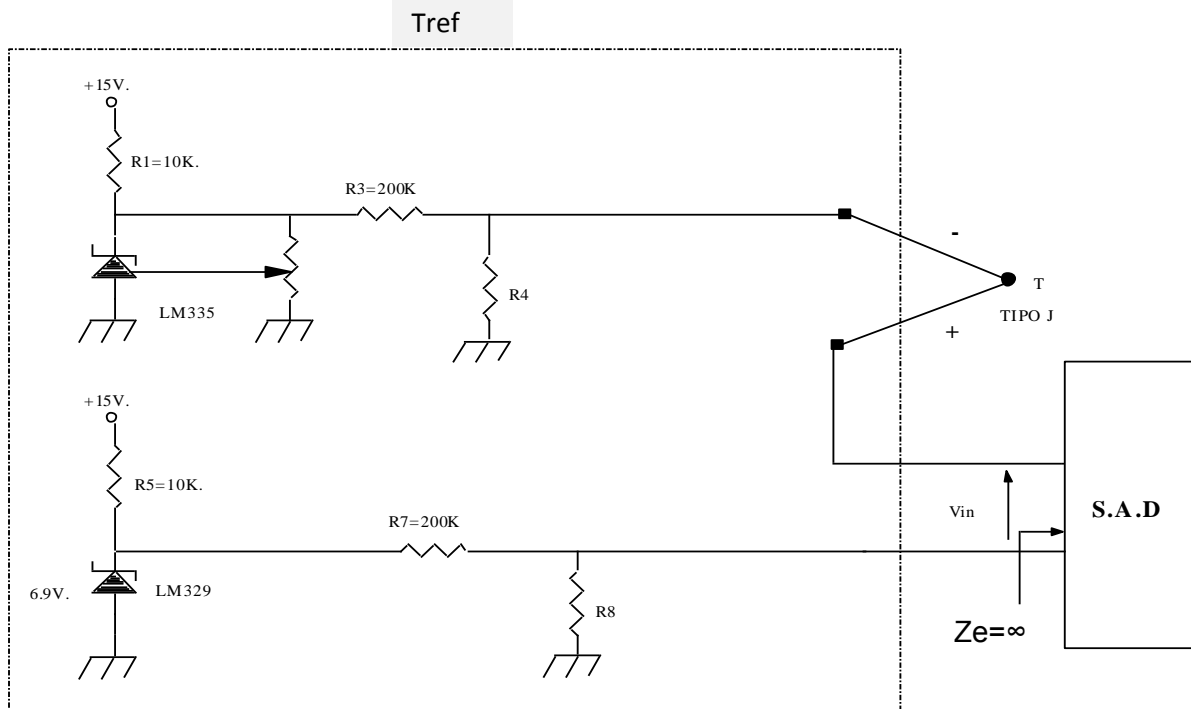 Tref
+15V.
R1=10K.
R3=200K
-
T
R4
LM335
TIPO J
+
+15V.
R5=10K.
R7=200K
Vin
S.A.D
6.9V.
LM329
R8
Ze=∞